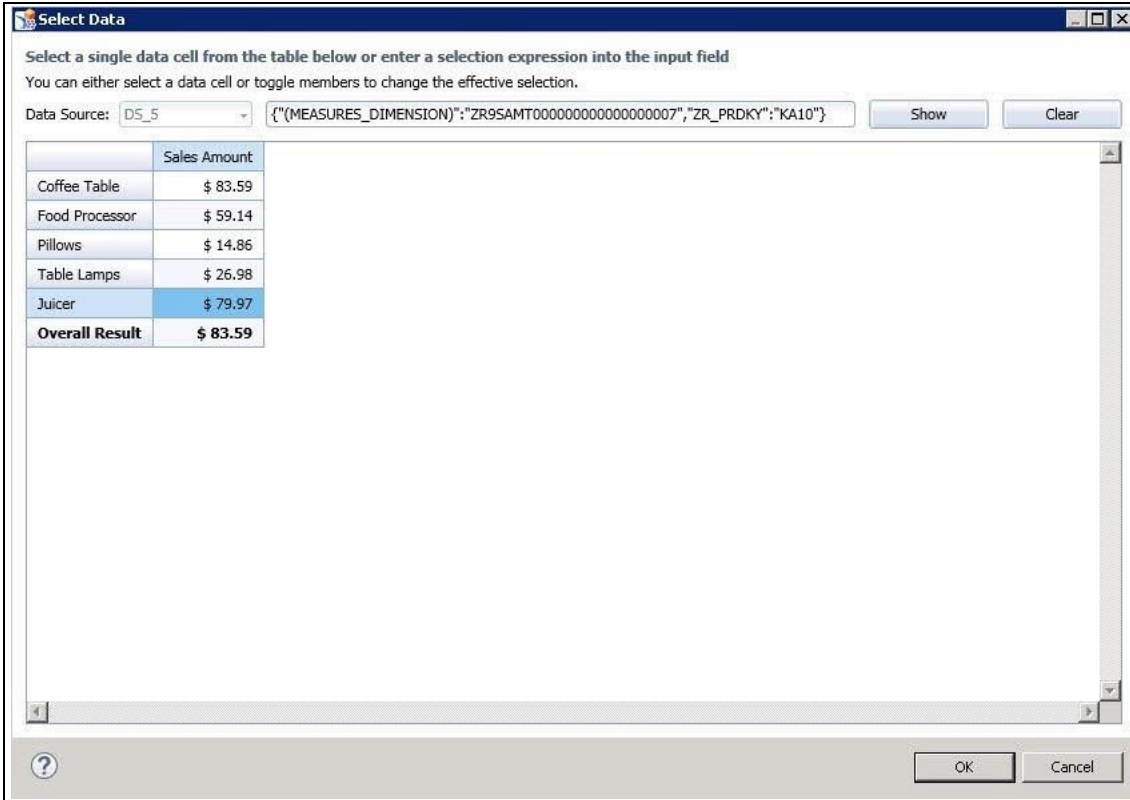 Select Data
Select a single data cell from the table below or enter a selection expression into the input field
You can either select a data cell or toggle members to change the effective selection.
Data Source: DS_5 {"(MEASURES_DIMENSION)":"ZR9SAMT000000000000000007","ZR_PRDKY":"KA10"} Show Clear
Sales Amount
Coffee Table $ 83.59
Food Processor $ 59.14
Pillows $ 14.86
Table Lamps $ 26.98
Juicer $ 79.97
Overall Result $ 83.59
? OK Cancel